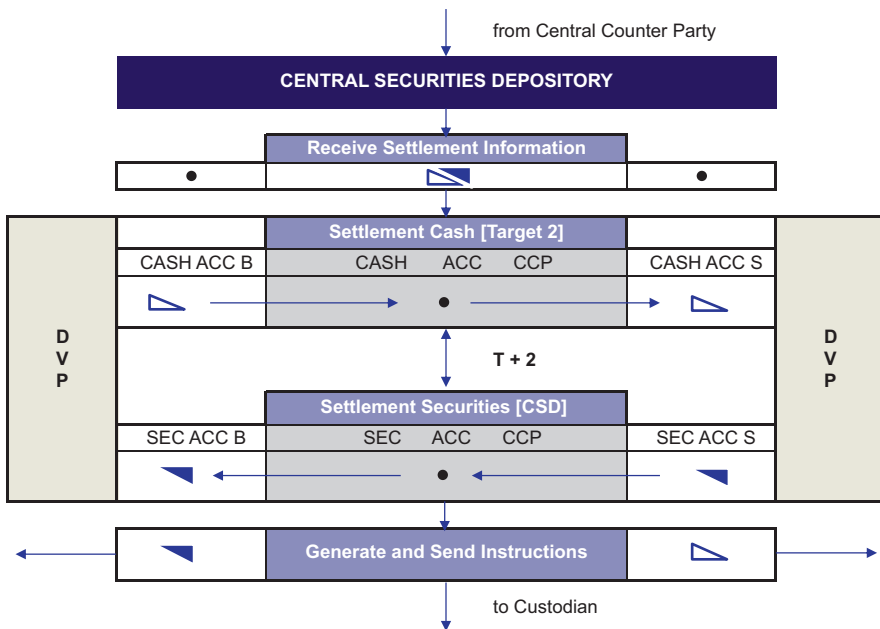 from Central Counter Party
CENTRAL SECURITIES DEPOSITORY
Receive Settlement Information
Settlement Cash [Target 2]
CASH ACC B CASH ACC CCP CASH ACC S
D
V
P
T + 2
D
V
P
Settlement Securities [CSD]
SEC ACC B SEC ACC CCP SEC ACC S
Generate and Send Instructions
to Custodian